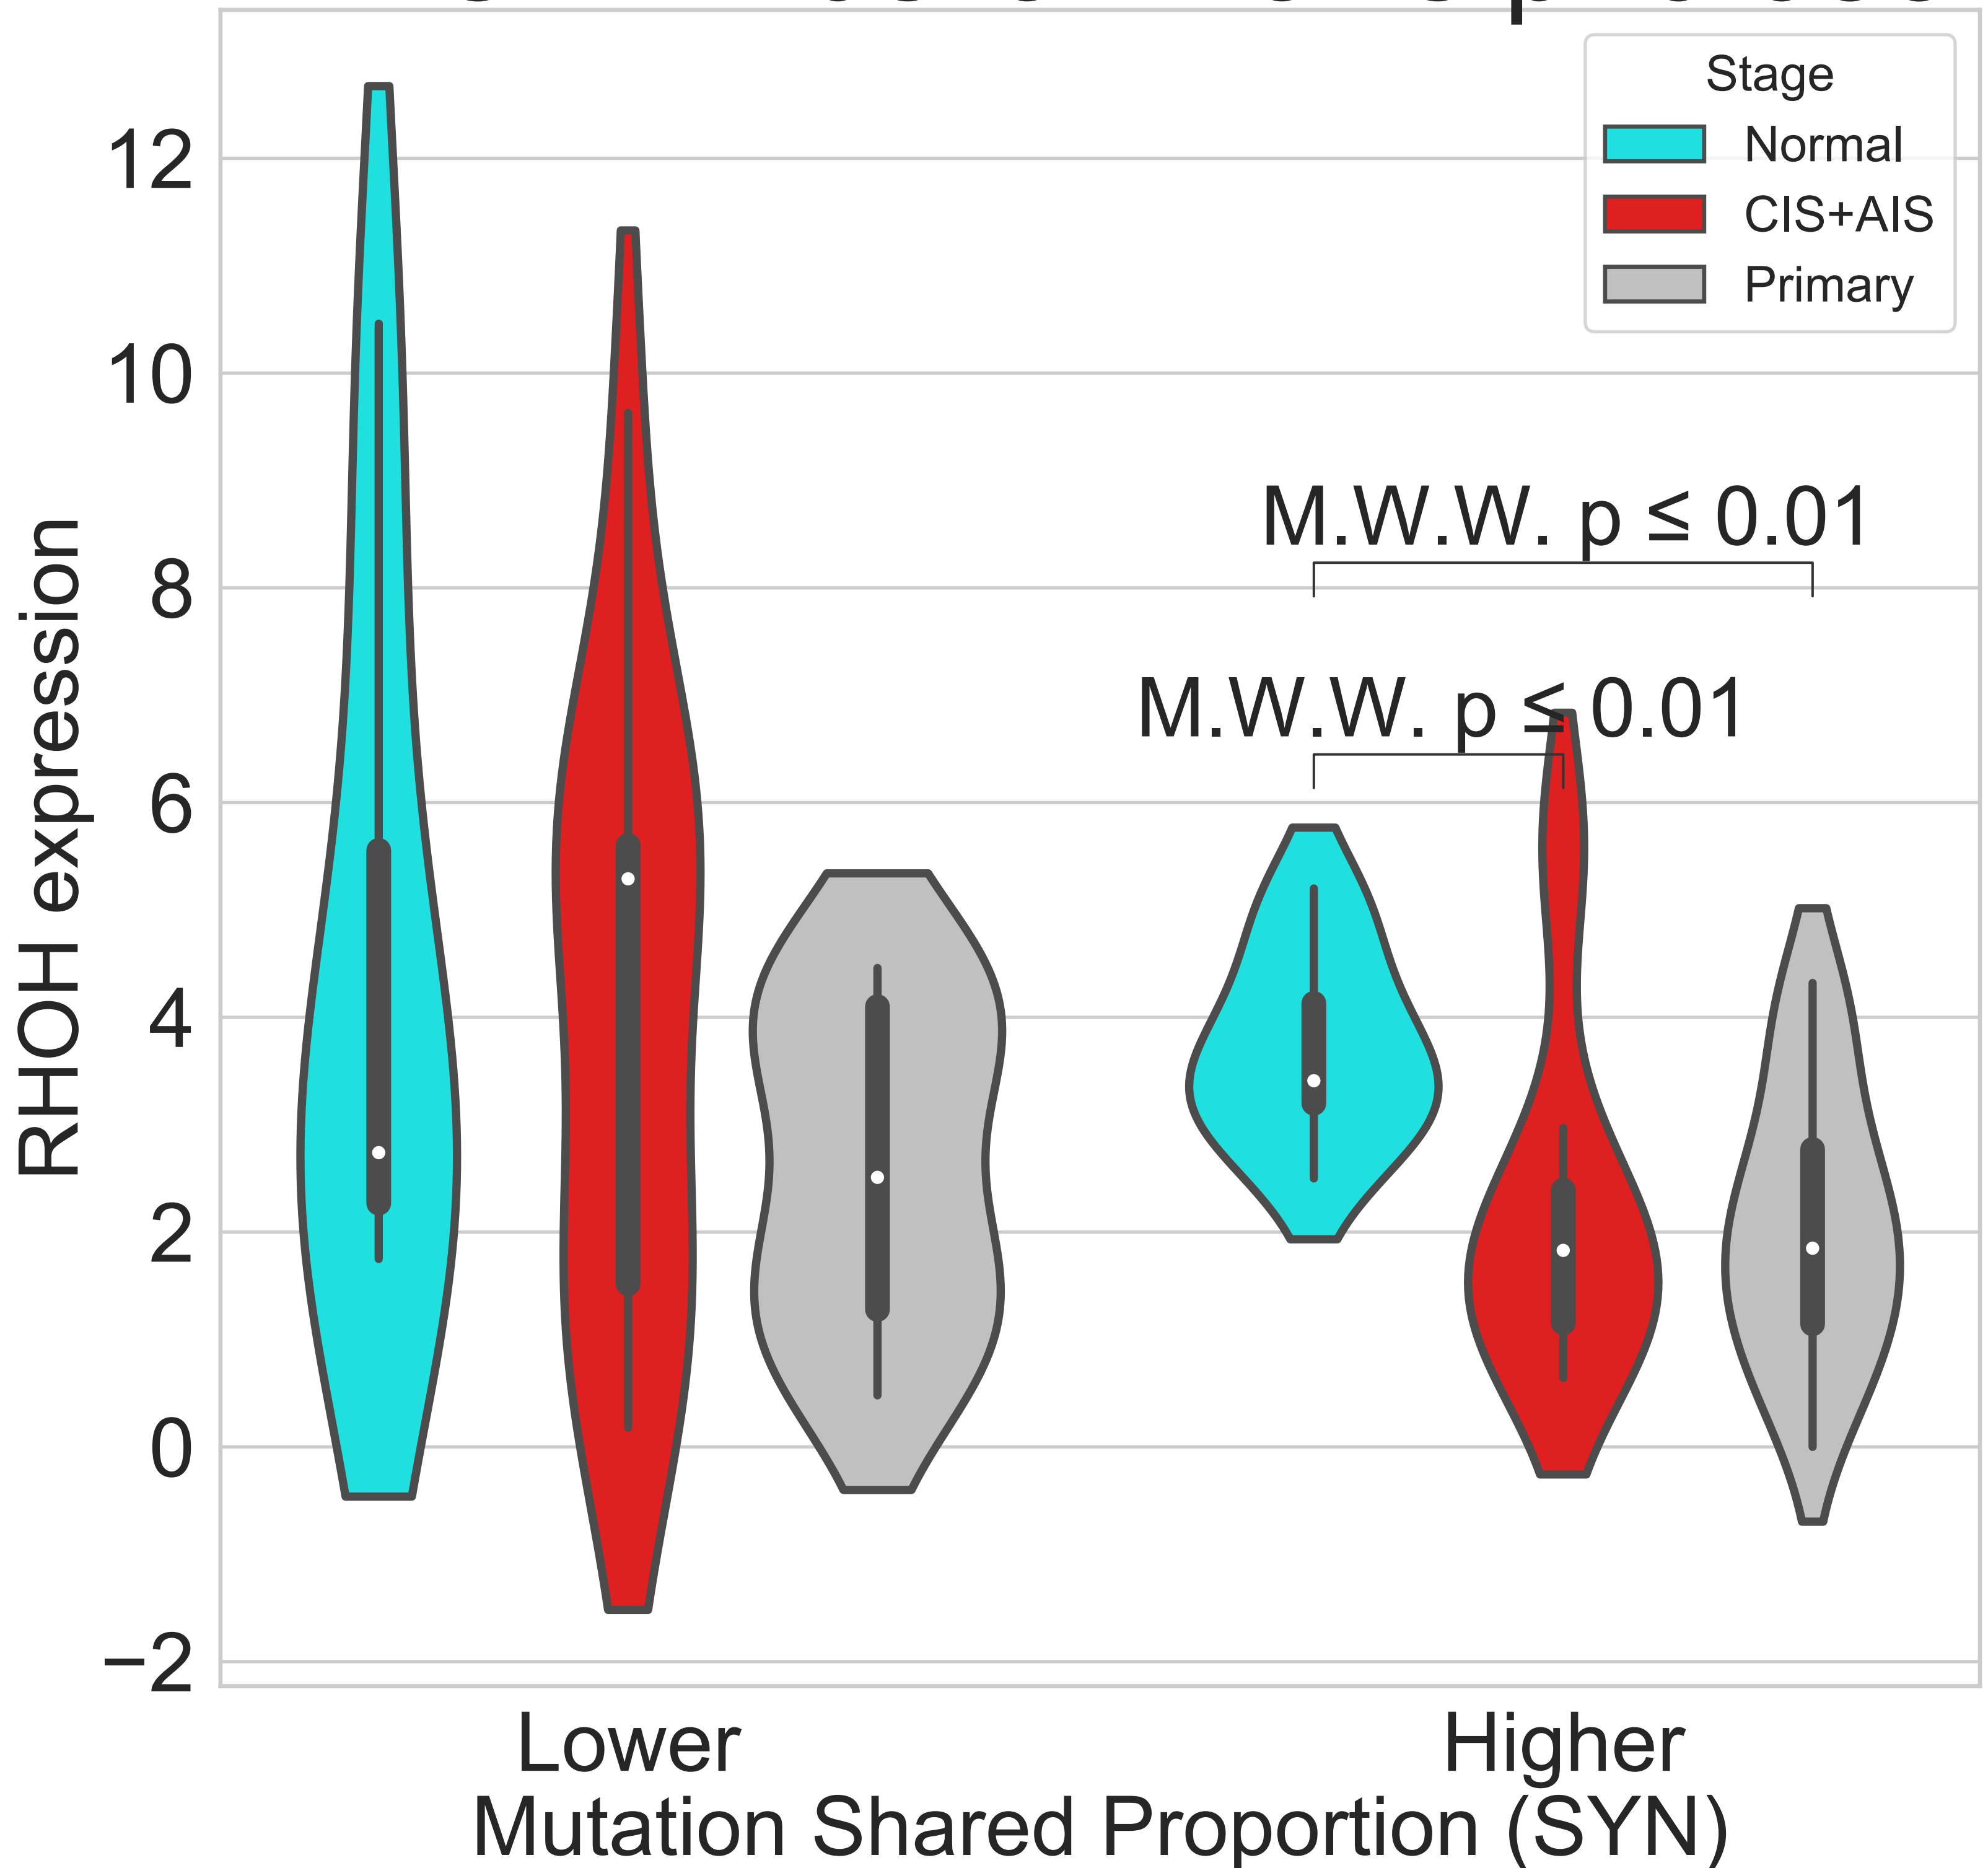 Stage
Normal
CIS+AIS
Primary
12
10
8
6
4
2
0
−2
RHOH expression
M.W.W. p ≤ 0.01
M.W.W. p ≤ 0.01
Lower
Higher
Mutation Shared Proportion (SYN)